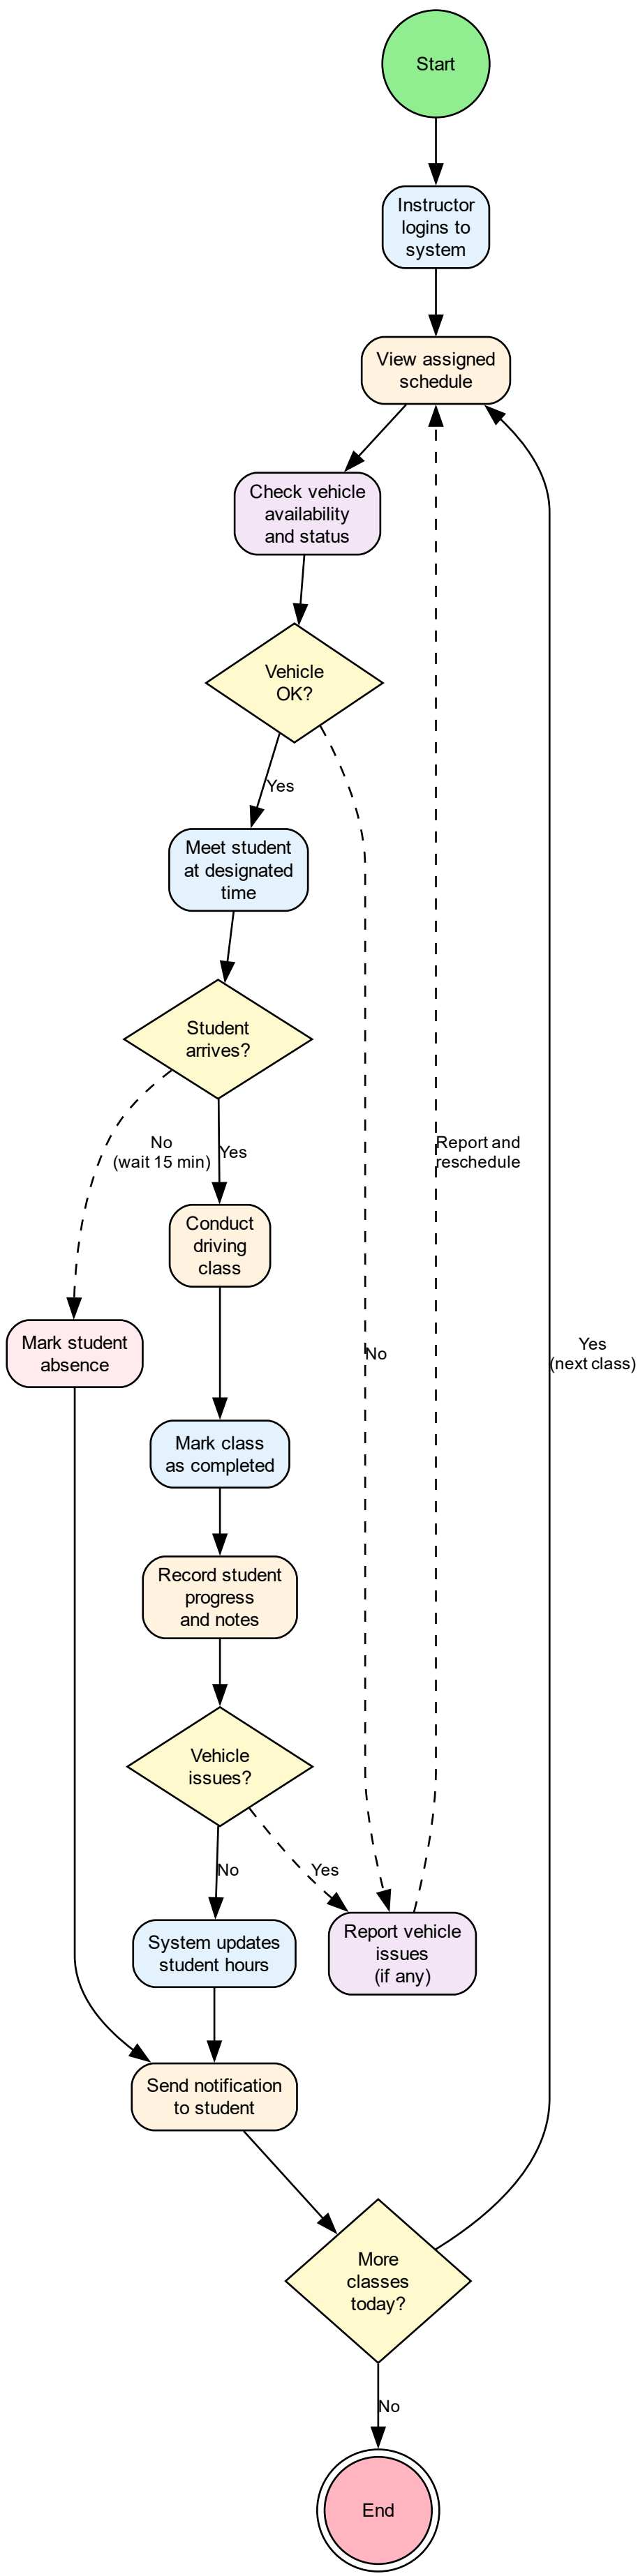 Start
Instructor
logins to
system
View assigned
schedule
Check vehicle
availability
and status
Vehicle
OK?
Yes
Meet student
at designated
time
Student
arrives?
No
(wait 15 min)
Yes
Report and
reschedule
Conduct
driving
class
Mark student
absence
No
Yes
(next class)
Mark class
as completed
Record student
progress
and notes
Vehicle
issues?
No
Yes
System updates
student hours
Report vehicle
issues
(if any)
Send notification
to student
More
classes
today?
No
End